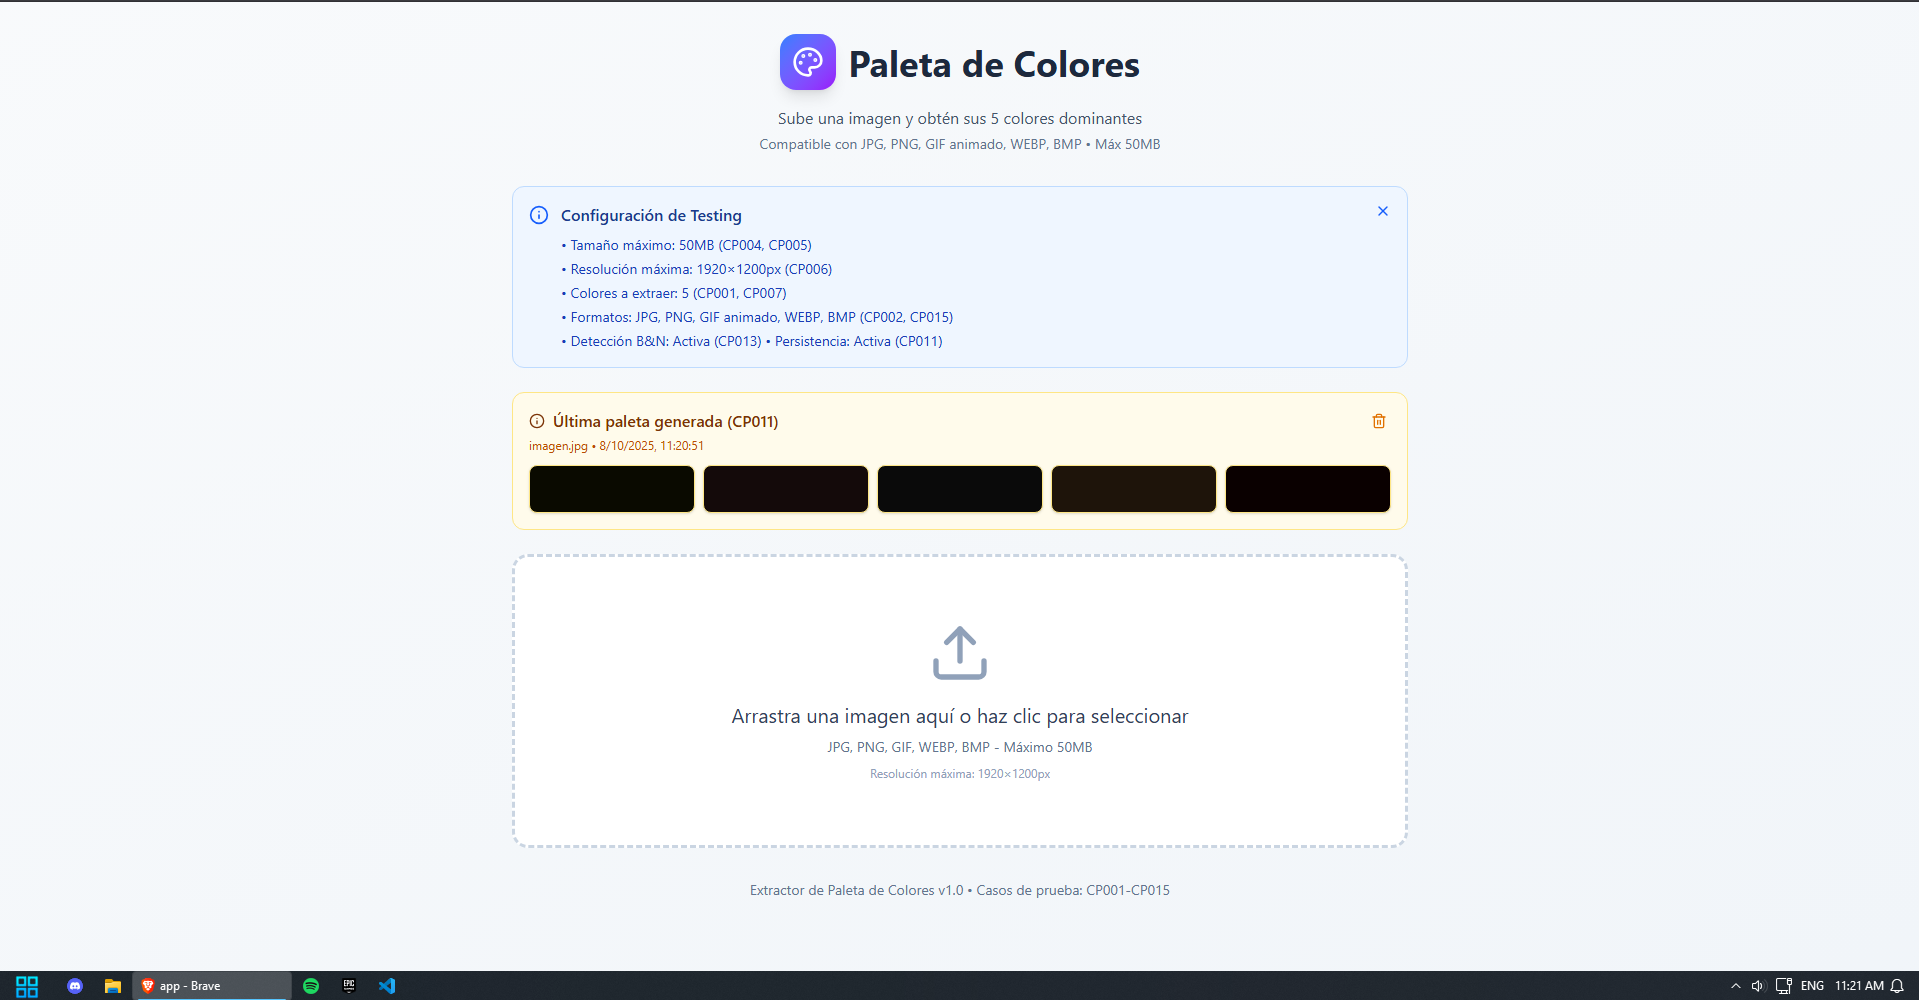 Paleta de Colores
Sube una imagen y obtén sus 5 colores dominantes
Compatible con JPG, PNG, GIF animado, WEBP, BMP • Máx 50MB
Configuración de Testing
• Tamaño máximo: 50MB (CP004, CP005)
• Resolución máxima: 1920×1200px (CP006)
• Colores a extraer: 5 (CP001, CP007)
• Formatos: JPG, PNG, GIF animado, WEBP, BMP (CP002, CP015)
• Detección B&N: Activa (CP013) • Persistencia: Activa (CP011)
Última paleta generada (CP011)
imagen.jpg • 8/10/2025, 11:20:51
Arrastra una imagen aquí o haz clic para seleccionar
JPG, PNG, GIF, WEBP, BMP - Máximo 50MB
Resolución máxima: 1920×1200px
Extractor de Paleta de Colores v1.0 • Casos de prueba: CP001-CP015
app - Brave
EPIC
ENG
11:21 AM